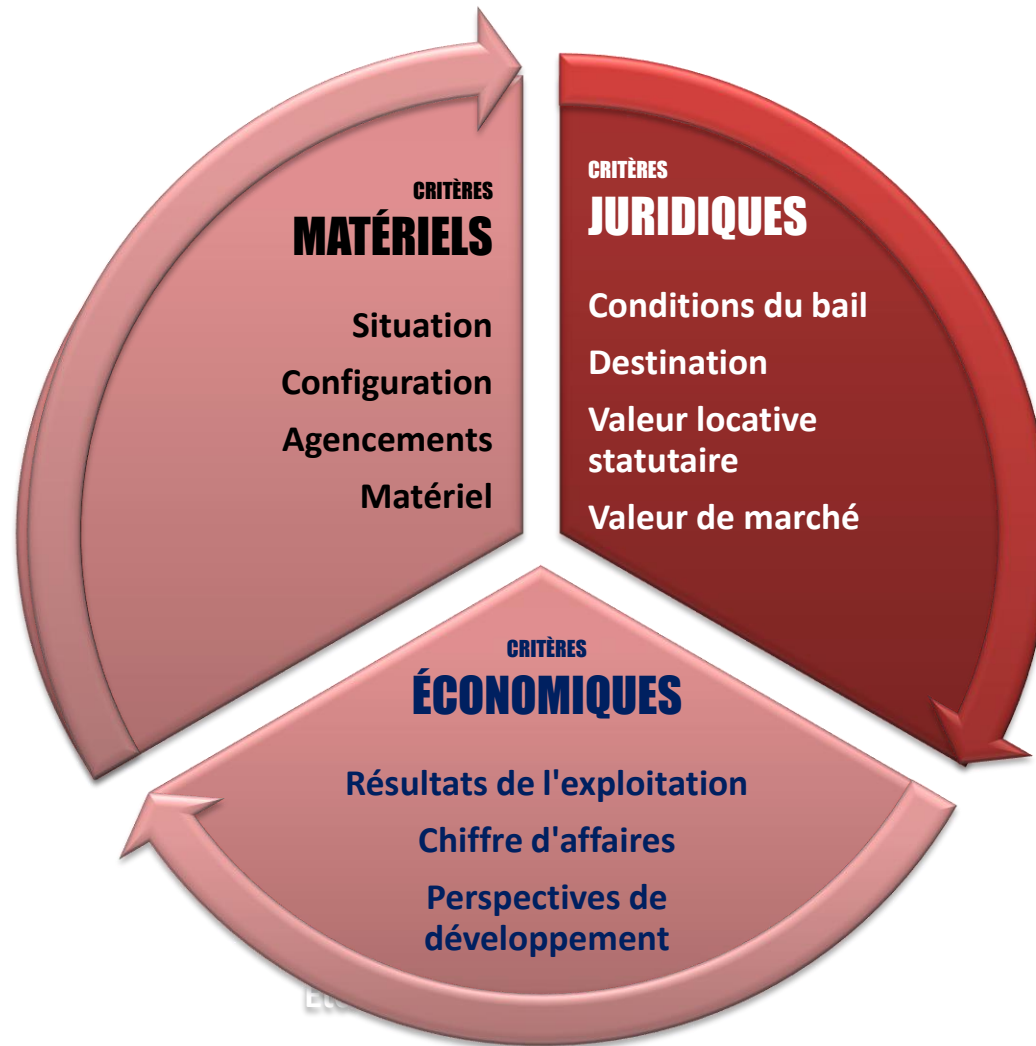 CRITÈRES
MATÉRIELS
Situation
Configuration
Agencements
Matériel
CRITÈRES
JURIDIQUES
Conditions du bail
Destination
Valeur locative
statutaire
Valeur de marché
CRITÈRES
ÉCONOMIQUES
Résultats de l'exploitation
Chiffre d'affaires
Perspectives de
développement